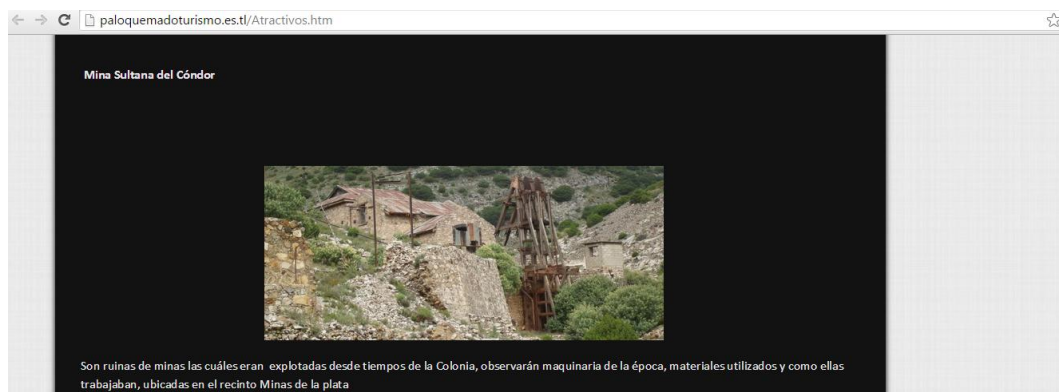 paloquemadoturismo.es.tl/Atractivos.htm
Mina Sultana del Cóndor
Son ruinas de minas las cuáles eran explotadas desde tiempos de la Colonia, observarán maquinaria de la época, materiales utilizados y como ellas
trabajaban, ubicadas en el recinto Minas de la plata